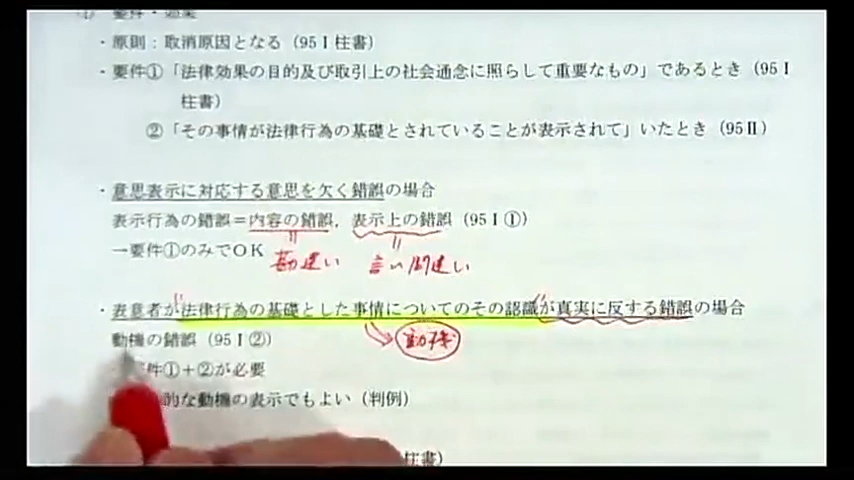 ・原則：取消原因となる（95Ⅰ柱書）
・要件①「法律効果の目的及び取引上の社会通念に照らして重要なもの」であるとき（95Ⅰ
柱書）
②「その事情が法律行為の基礎とされていることが表示されて」いたとき（95Ⅱ）
・意思表示に対応する意思を欠く錯誤の場合
表示行為の錯誤＝内容の錯誤，表示上の錯誤（95Ⅰ①）
→要件①のみでＯＫ
勘違い 言い間違い
・表意者が法律行為の基礎とした事情についてのその認識が真実に反する錯誤の場合
動機の錯誤（95Ⅰ②）
動機
件①＋②が必要
的な動機の表示でもよい（判例）
柱書）